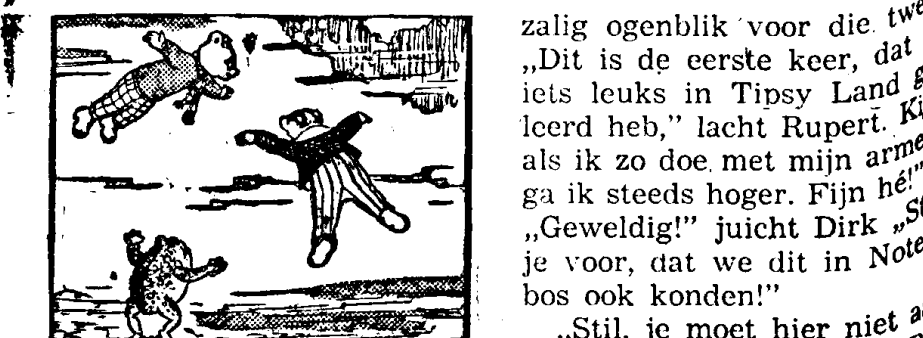 zalig ogenblik voor die twe
„Dit is de eerste keer, dat
iets leuks in Tipsy Land g
leerd heb,” lacht Rupert. Ki
als ik zo doe met mijn arme
ga ik steeds hoger. Fijn hé!”
„Geweldig!” juicht Dirk „St
je voor, dat we dit in Note
bos ook konden!”
„Stil, je moet hier niet a